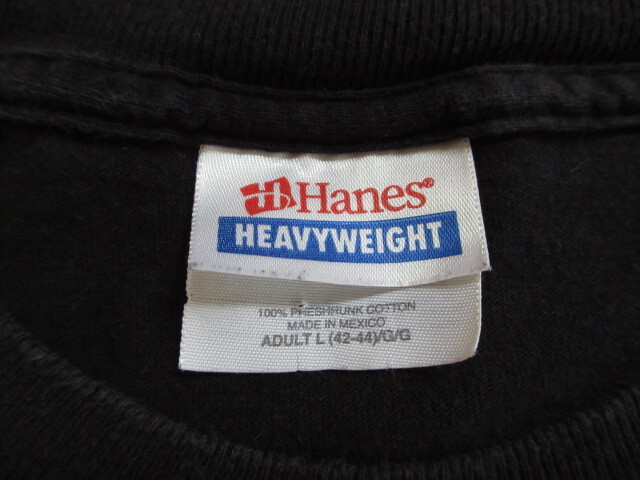 Hanes®
HEAVYWEIGHT
100% PRESHRUNK COTTON
MADE IN MEXICO
ADULT L (42-44)/G/G